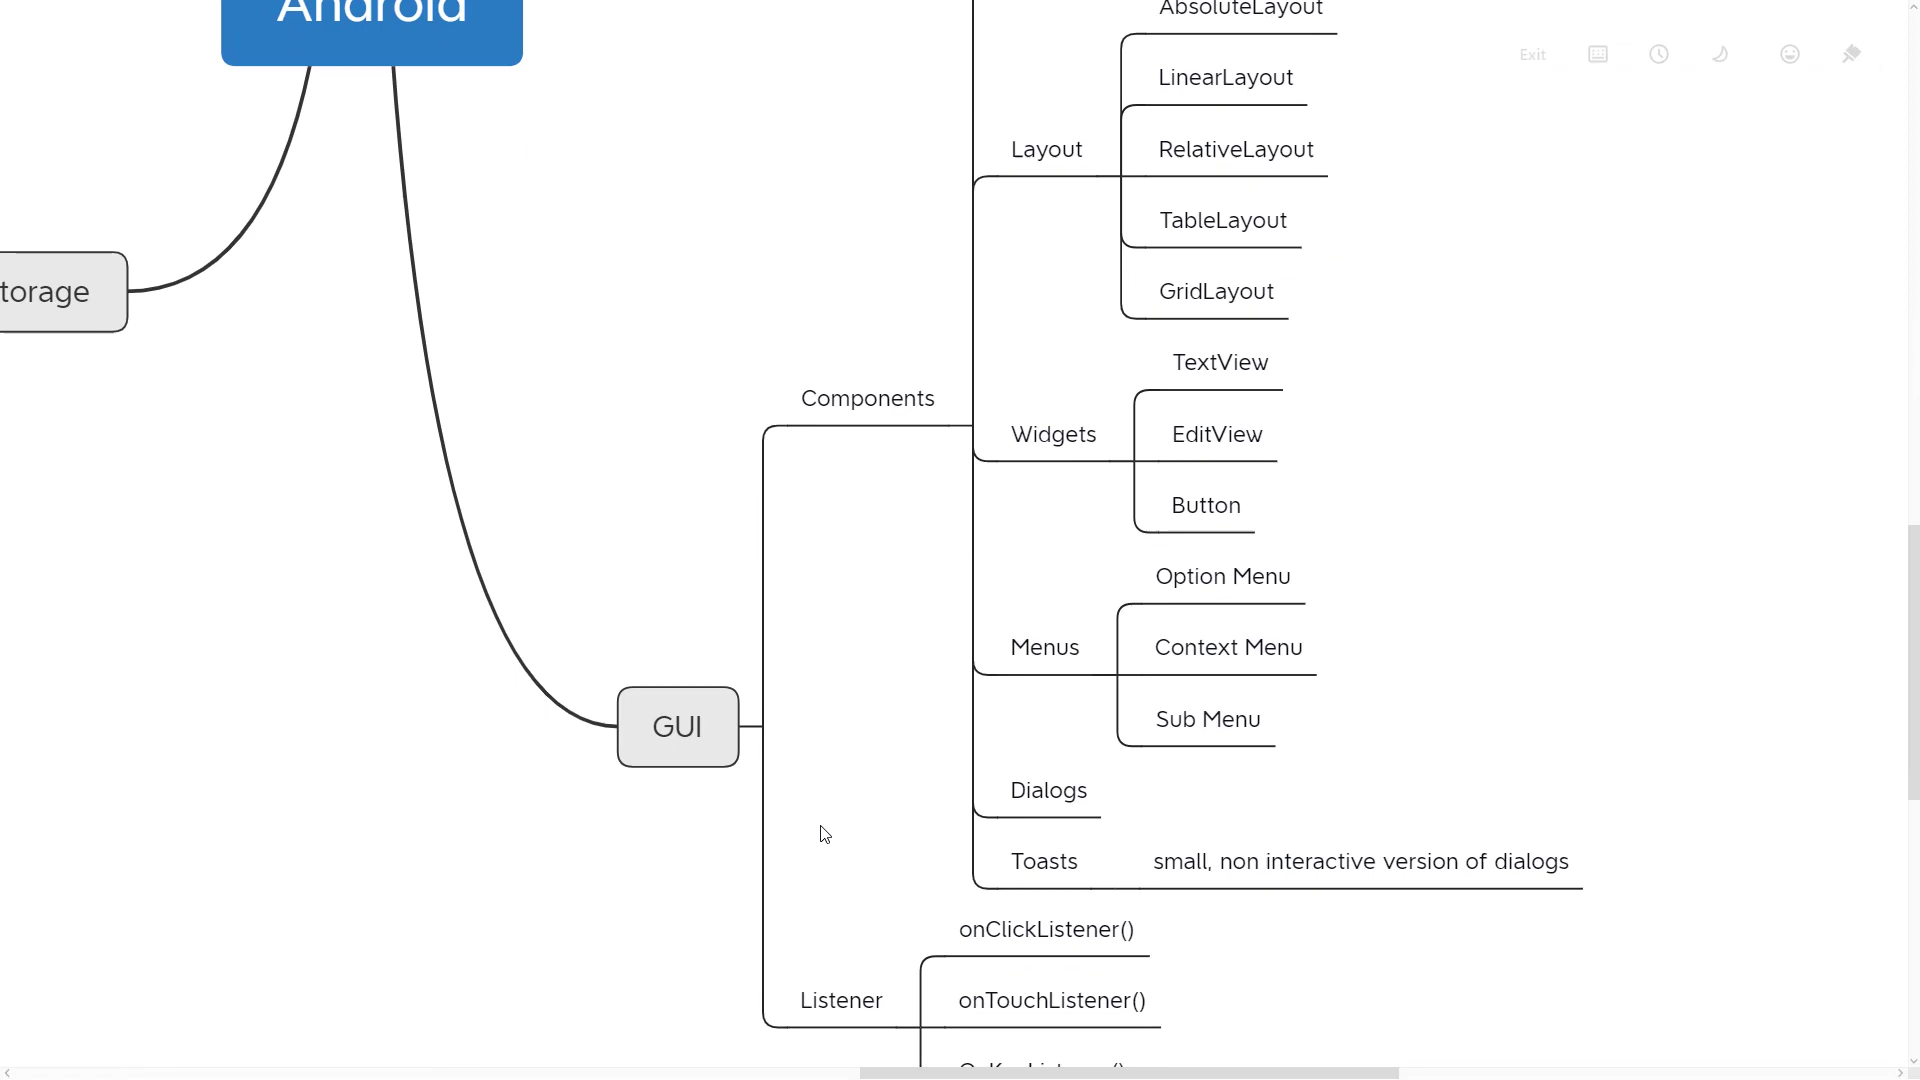 Android
AbsoluteLayout
Exit
LinearLayout
Layout
RelativeLayout
TableLayout
torage
GridLayout
TextView
Components
Widgets
EditView
Button
Option Menu
Menus
Context Menu
GUI
Sub Menu
Dialogs
Toasts
small, non interactive version of dialogs
onClickListener()
Listener
onTouchListener()